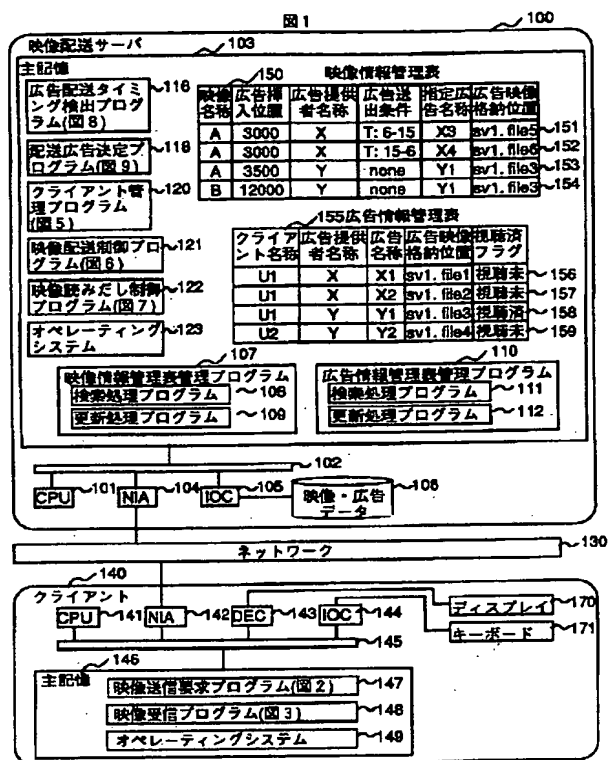 図1
100
映像配送サーバ
103
主記憶
広告配送タイミング検出プログラム(図8)
116
配送広告決定プログラム(図9)
118
クライアント管理プログラム(図5)
120
映像配送制御プログラム(図6)
121
映像読みだし制御プログラム(図7)
122
オペレーティングシステム
123
150
映像情報管理表
映像名称 広告挿入位置 広告提供者名称 広告送出条件 指定広告名称 広告映像格納位置
A 3000 X T: 6-15 X3 sv1. file5 151
A 3000 X T: 15-6 X4 sv1. file6 152
A 3500 Y none Y1 sv1. file3 153
B 12000 Y none Y1 sv1. file3 154
155広告情報管理表
クライアント名称 広告提供者名称 広告名称 広告映像格納位置 視聴済フラグ
U1 X X1 sv1. file1 視聴未 156
U1 X X2 sv1. file2 視聴未 157
U1 Y Y1 sv1. file3 視聴済 158
U2 Y Y2 sv1. file4 視聴未 159
107
映像情報管理表管理プログラム
検索処理プログラム 108
更新処理プログラム 109
110
広告情報管理表管理プログラム
検索処理プログラム 111
更新処理プログラム 112
102
CPU 101 NIA 104 IOC 105
映像・広告データ
106
ネットワーク
130
140
クライアント
CPU 141 NIA 142 DEC 143 IOC 144
ディスプレイ 170
キーボード 171
145
146
主記憶
映像送信要求プログラム(図2) 147
映像受信プログラム(図3) 148
オペレーティングシステム 149